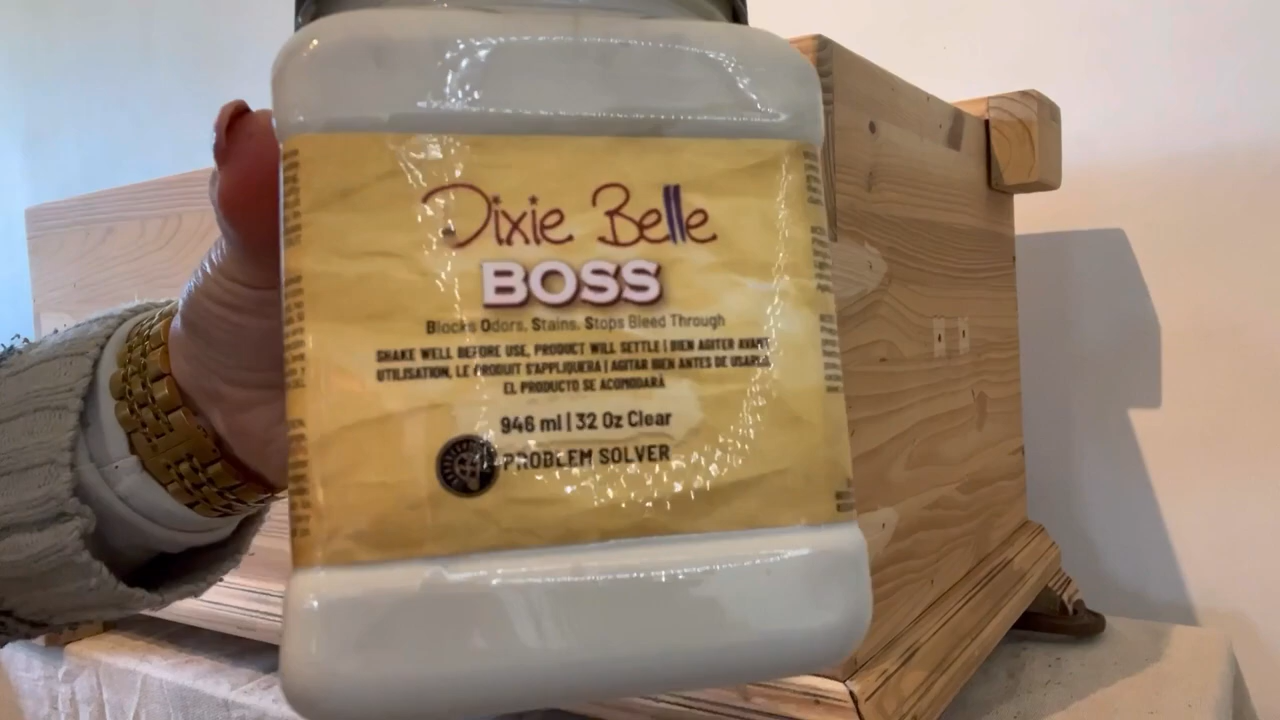 Dixie Belle
BOSS
Blocks Odors, Stains, Stops Bleed Through
SHAKE WELL BEFORE USE, PRODUCT WILL SETTLE | BIEN AGITER AVANT
UTILISATION, LE PRODUIT S'APPLIQUERA | AGITAR BIEN ANTES DE USARLO,
EL PRODUCTO SE ACOMODARÁ
946 ml | 32 Oz Clear
PROBLEM SOLVER